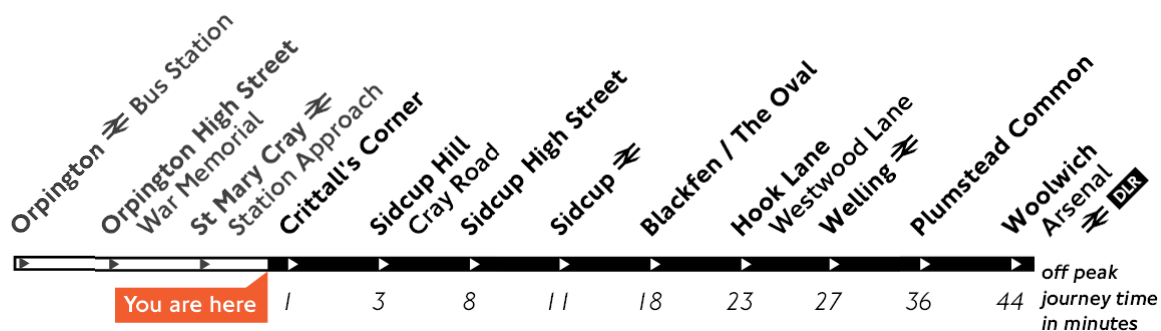 Orpington Bus Station
Orpington High Street
War Memorial
St Mary Cray
Station Approach
Crittall's Corner
Sidcup Hill
Cray Road
Sidcup High Street
Sidcup
Blackfen / The Oval
Hook Lane
Westwood Lane
Welling
Plumstead Common
Woolwich
Arsenal
DLR
You are here
1 3 8 11 18 23 27 36 44
off peak
journey time
in minutes